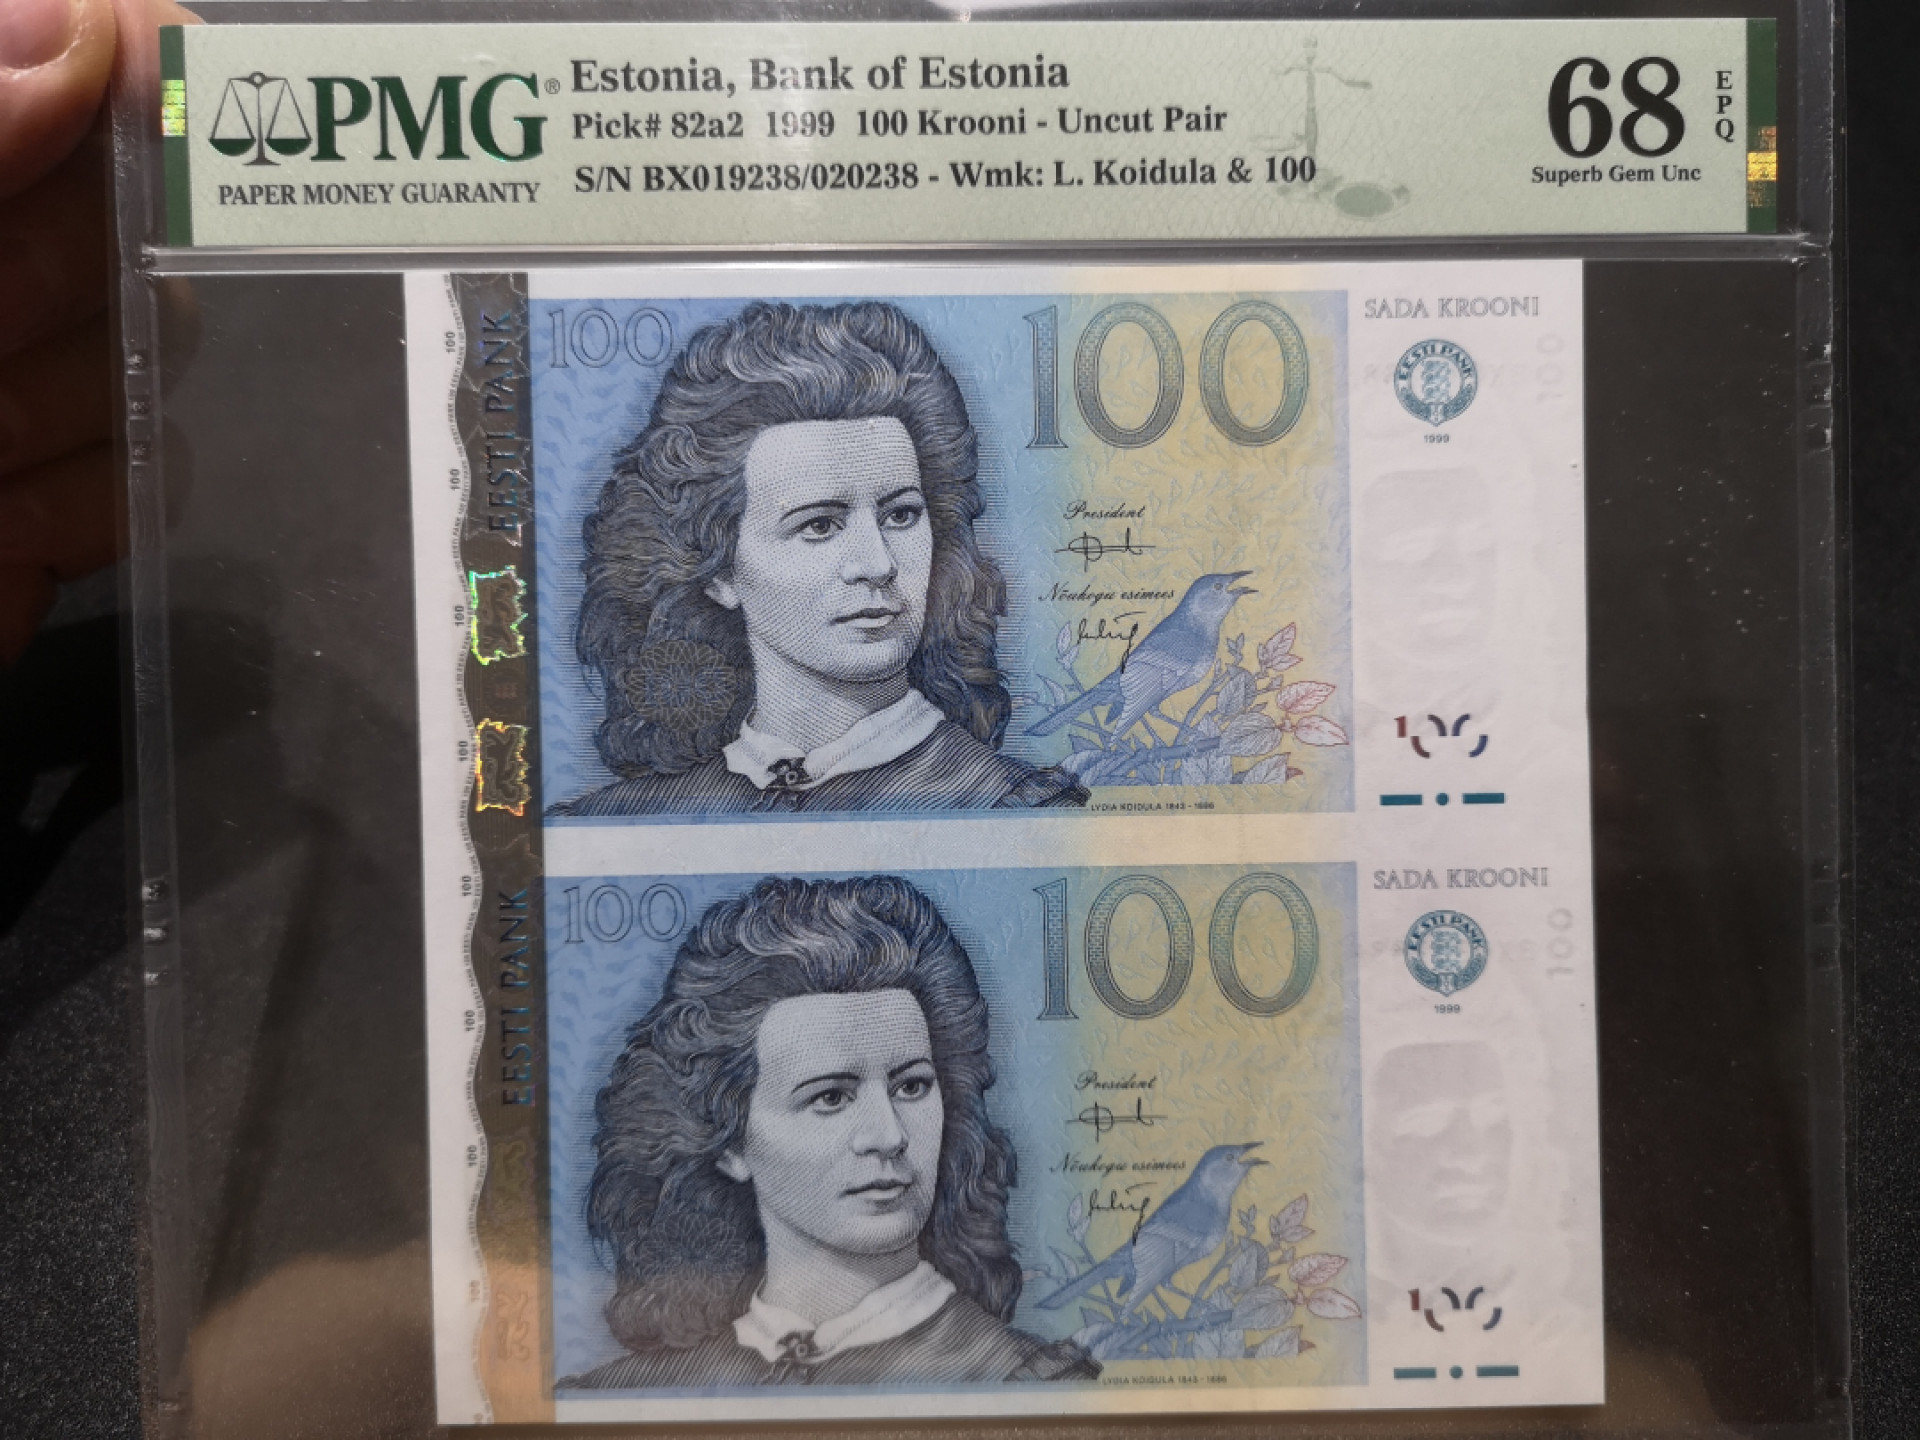 PMG®
PAPER MONEY GUARANTY
Estonia, Bank of Estonia
Pick# 82a2 1999 100 Krooni - Uncut Pair
S/N BX019238/020238 - Wmk: L. Koidula & 100
68
EPQ
Superb Gem Unc
EESTI PANK
100
100
SADA KROONI
EESTI PANK
1999
President
Nõukogu esimees
100
LYDIA KOIDULA 1843 - 1886
EESTI PANK
100
100
SADA KROONI
EESTI PANK
1999
President
Nõukogu esimees
100
LYDIA KOIDULA 1843 - 1886